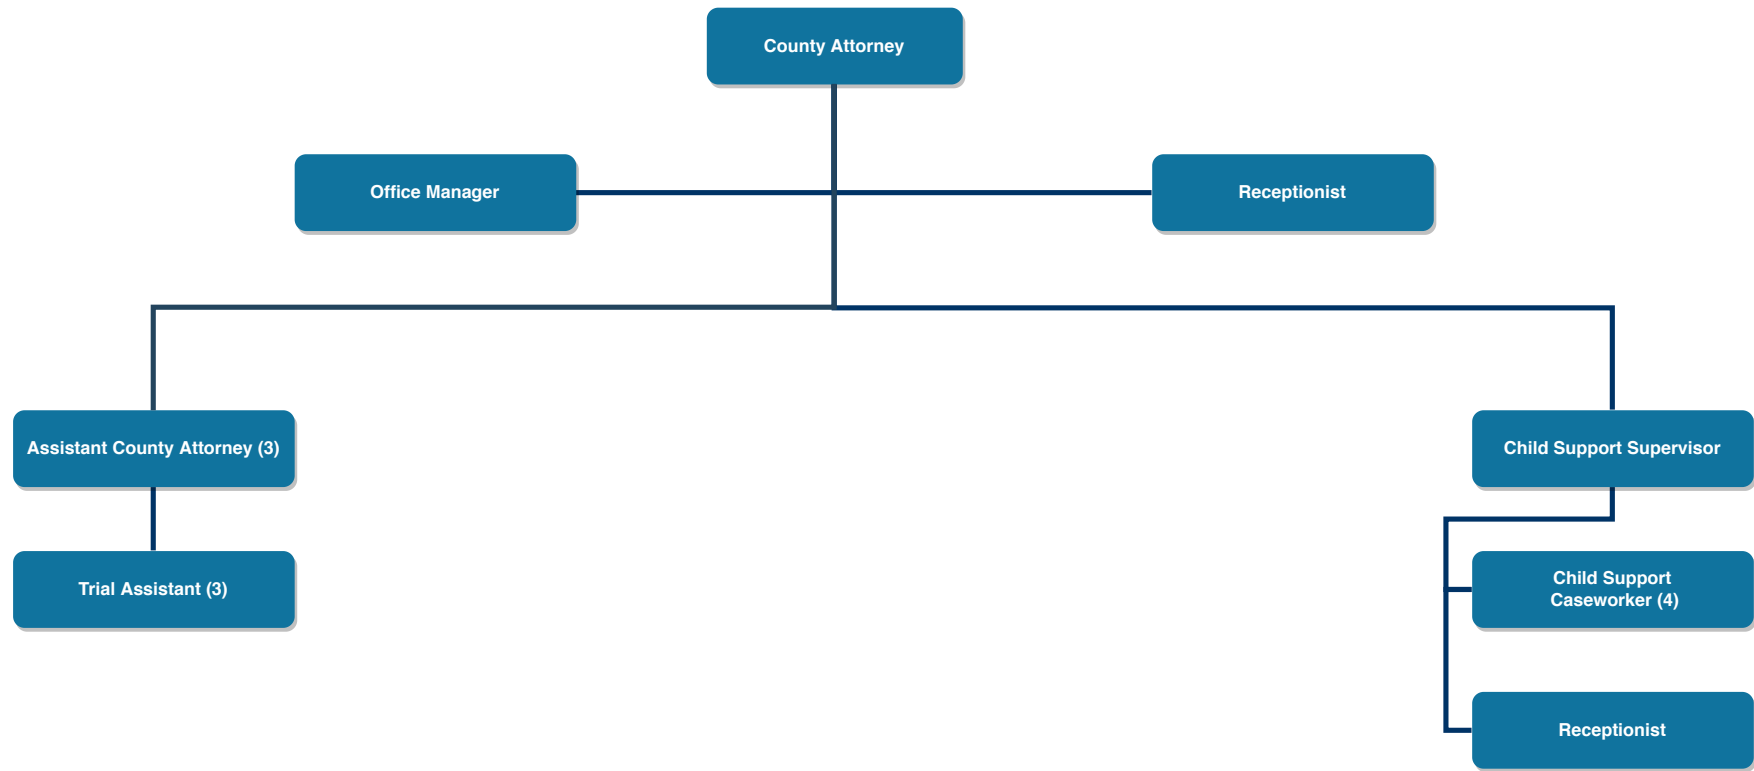 County Attorney
Office Manager
Receptionist
Assistant County Attorney (3)
Child Support Supervisor
Trial Assistant (3)
Child Support
Caseworker (4)
Receptionist